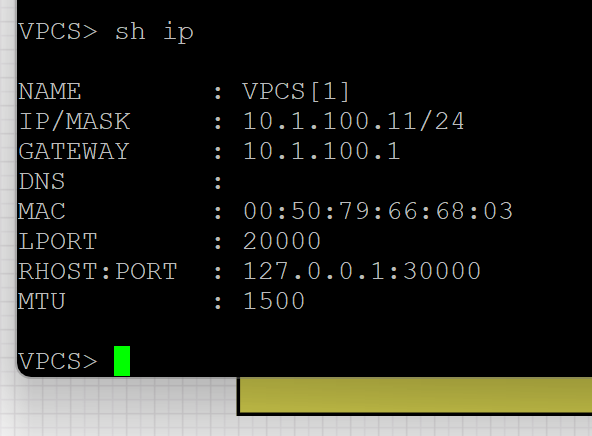 VPCS> sh ip
NAME : VPCS[1]
IP/MASK : 10.1.100.11/24
GATEWAY : 10.1.100.1
DNS :
MAC : 00:50:79:66:68:03
LPORT : 20000
RHOST:PORT : 127.0.0.1:30000
MTU : 1500
VPCS>